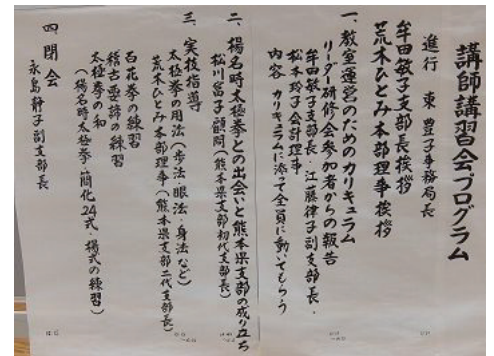 講師講習会プログラム
進行 東 豊子事務局長
牟田敏子支部長挨拶
荒木ひとみ本部理事挨拶
一、教室運営のためのカリキュラム
リーダー研修会参加者からの報告
牟田敏子支部長・江藤律子副支部長・
松本玲子会計理事
内容 カリキュラムに添って全員に動いてもらう
二、楊名時太極拳との出会いと熊本県支部の成り立ち
松川富子顧問(熊本県支部初代支部長)
三、実技指導
太極拳の用法(歩法・眼法・身法など)
荒木ひとみ本部理事(熊本県支部二代支部長)
百花拳の練習
稽古要諦の練習
太極拳の和
(楊名時太極拳・簡化24式・楊式の練習)
四、閉会
永島静子副支部長